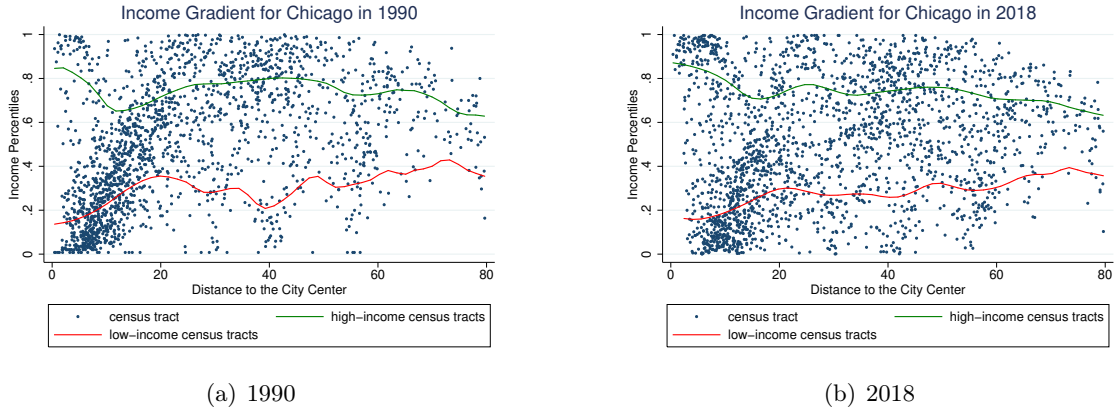 Income Gradient for Chicago in 1990
Income Percentiles
1
.8
.6
.4
.2
0
0 20 40 60 80
Distance to the City Center
census tract high−income census tracts
low−income census tracts
(a) 1990
Income Gradient for Chicago in 2018
Income Percentiles
1
.8
.6
.4
.2
0
0 20 40 60 80
Distance to the City Center
census tract high−income census tracts
low−income census tracts
(b) 2018